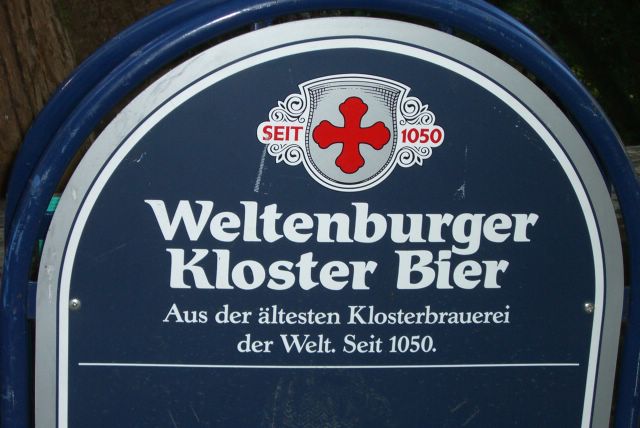 SEIT 1050
Weltenburger
Kloster Bier
Aus der ältesten Klosterbrauerei
der Welt. Seit 1050.